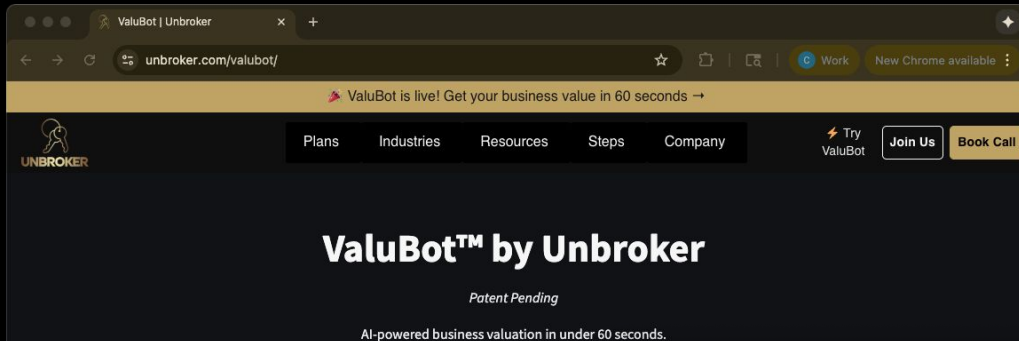 ValuBot | Unbroker
unbroker.com/valubot/
C Work
New Chrome available
🎉 ValuBot is live! Get your business value in 60 seconds →
UNBROKER
Plans Industries Resources Steps Company
⚡ Try
ValuBot
Join Us
Book Call
ValuBot™ by Unbroker
Patent Pending
AI-powered business valuation in under 60 seconds.